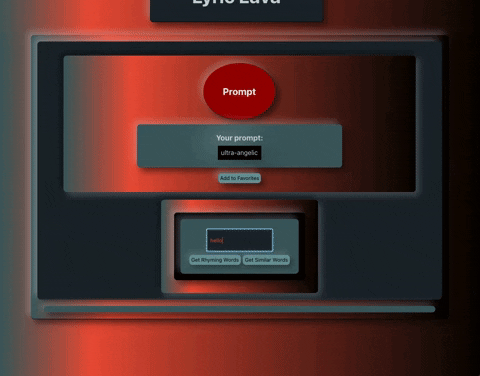 Lyric Lava
Prompt
Your prompt:
ultra-angelic
Add to Favorites
hello
Get Rhyming Words Get Similar Words